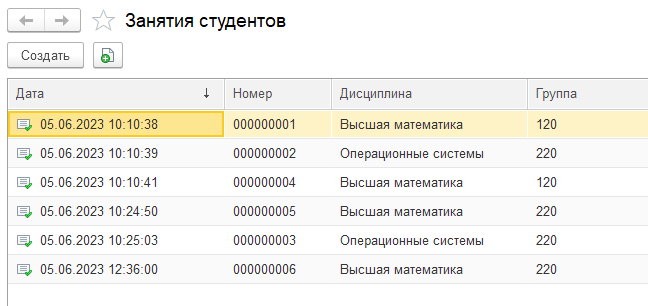 Занятия студентов
Создать
Дата ↓ Номер Дисциплина Группа
05.06.2023 10:10:38 000000001 Высшая математика 120
05.06.2023 10:10:39 000000002 Операционные системы 220
05.06.2023 10:10:41 000000004 Высшая математика 120
05.06.2023 10:24:50 000000005 Высшая математика 220
05.06.2023 10:25:03 000000003 Операционные системы 220
05.06.2023 12:36:00 000000006 Высшая математика 220